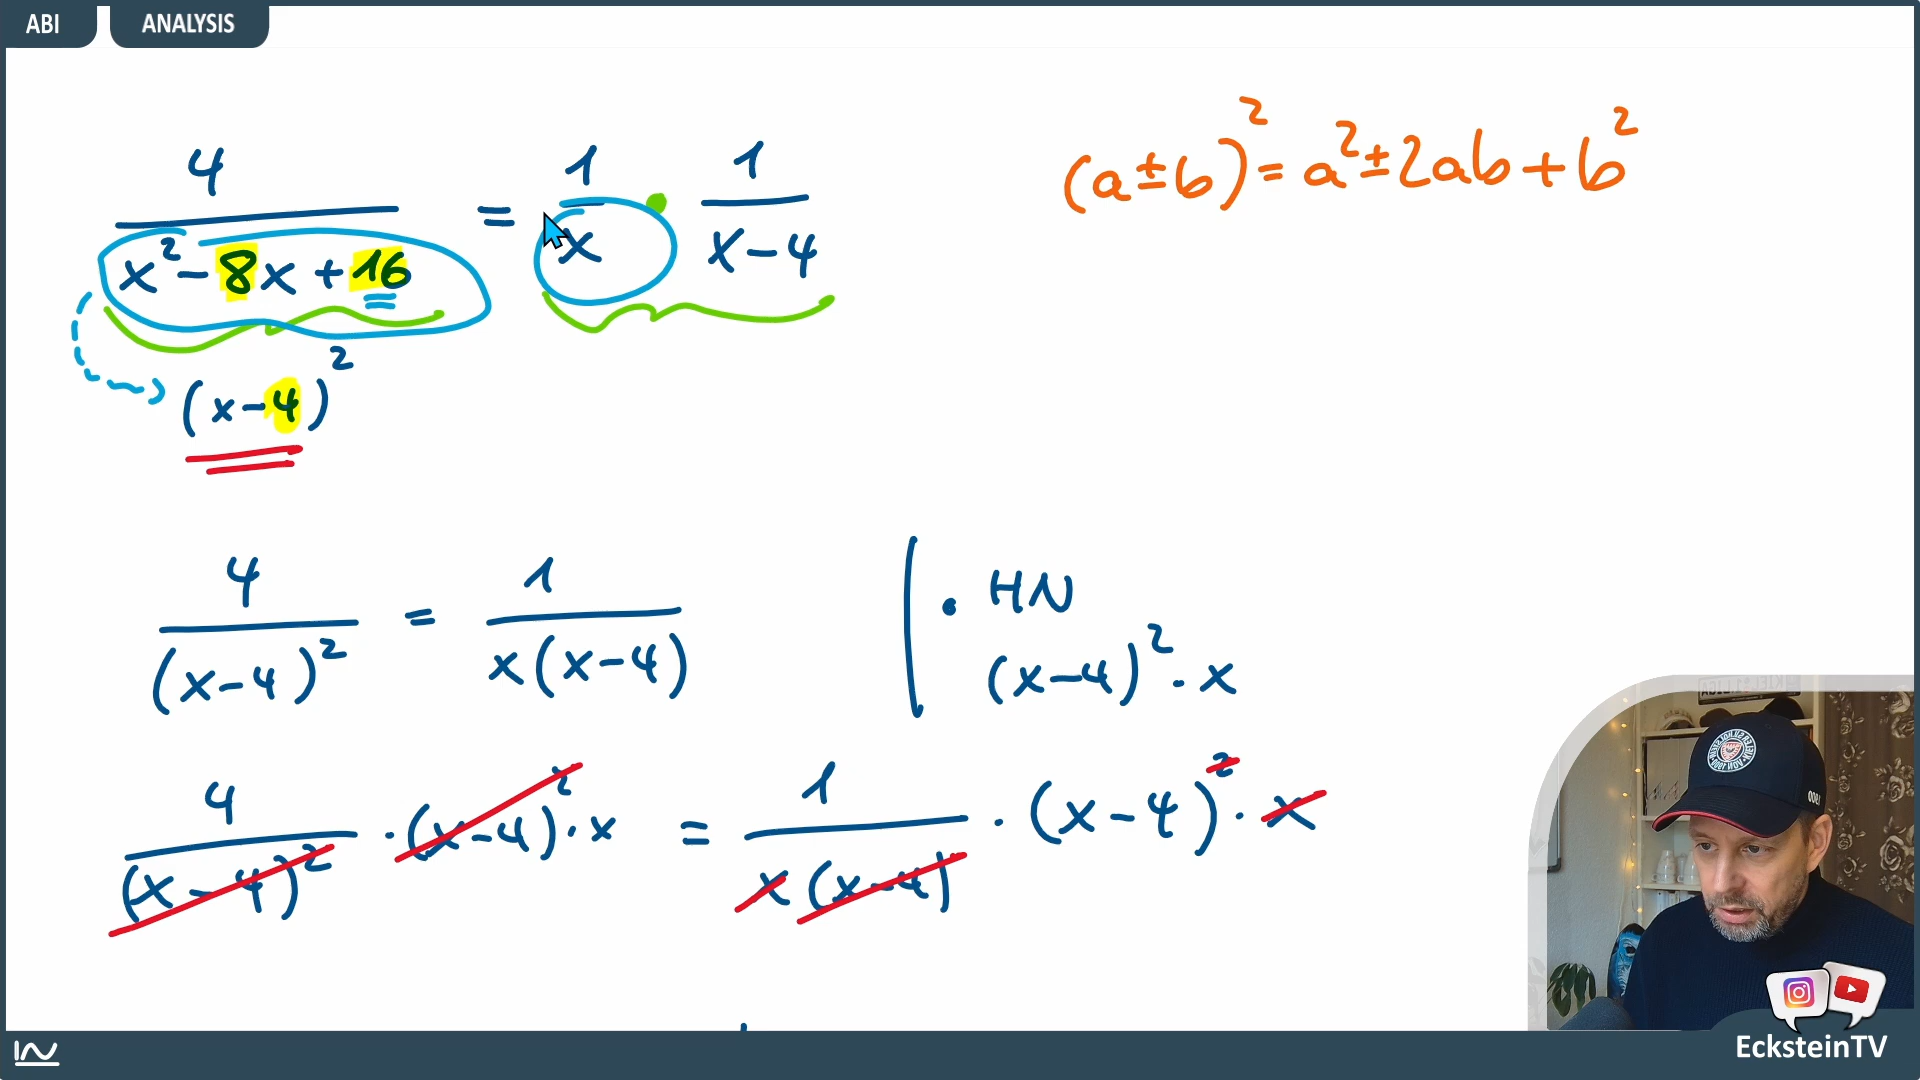 ABI ANALYSIS
4/(x² - 8x + 16) = 1/x · 1/(x-4)
(a±b)² = a² ± 2ab + b²
(x-4)²
4/(x-4)² = 1/(x(x-4)) | · HN
(x-4)² · x
4/(x-4)² · (x-4)² · x = 1/(x(x-4)) · (x-4)² · x
EcksteinTV